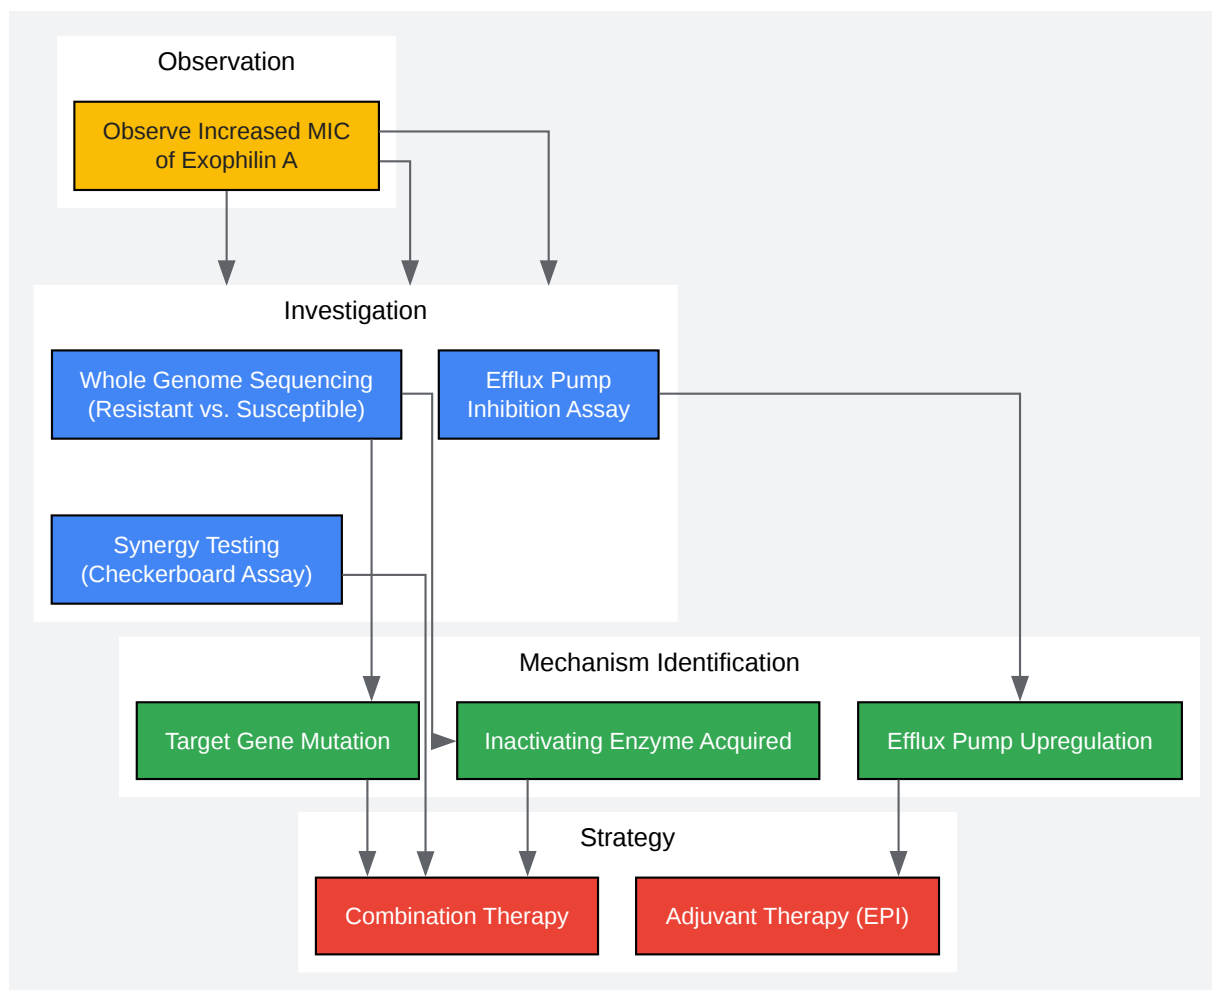 Observation
Observe Increased MIC
of Exophilin A
Investigation
Whole Genome Sequencing
(Resistant vs. Susceptible)
Efflux Pump
Inhibition Assay
Synergy Testing
(Checkerboard Assay)
Mechanism Identification
Target Gene Mutation
Inactivating Enzyme Acquired
Efflux Pump Upregulation
Strategy
Combination Therapy
Adjuvant Therapy (EPI)